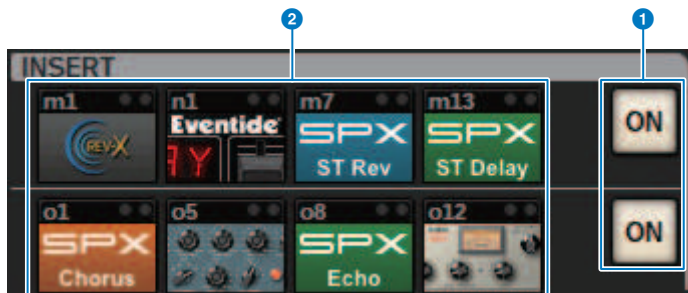 2
1
INSERT
m1
n1
m7
m13
ON
REV-X
Eventide
SPX
SPX
ST Rev
ST Delay
o1
o5
o8
o12
ON
SPX
SPX
Chorus
Echo